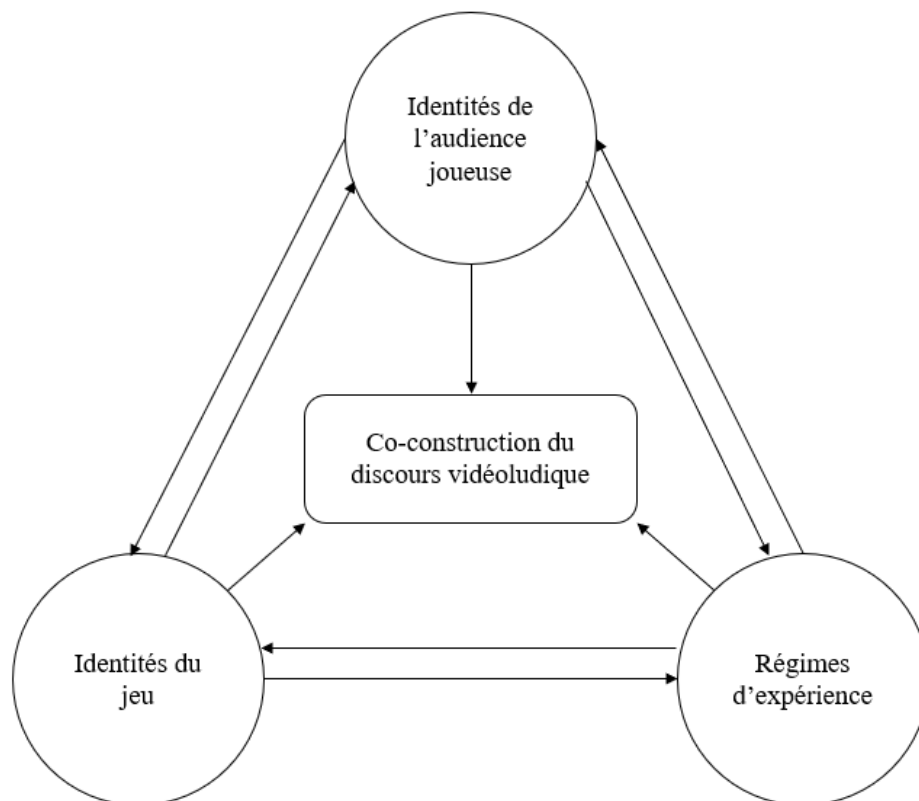 Identités de
l’audience
joueuse
Co-construction du
discours vidéoludique
Identités du
jeu
Régimes
d’expérience